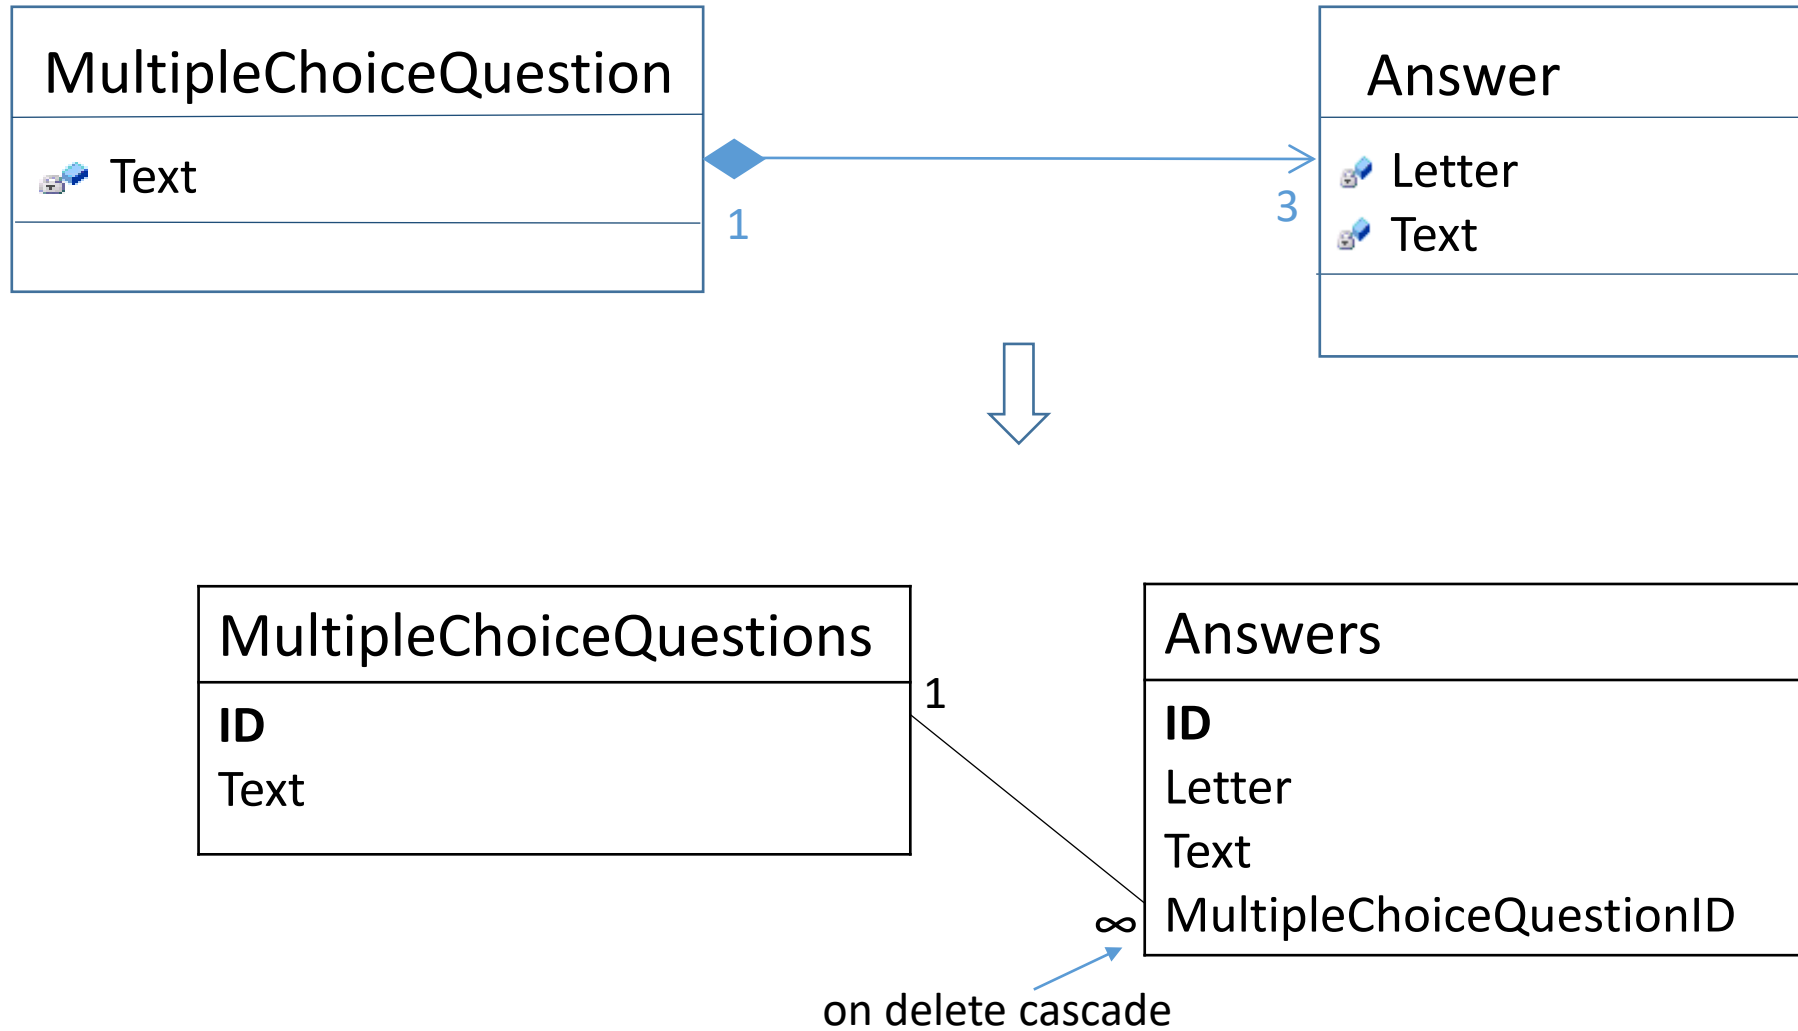 MultipleChoiceQuestion
Text
1
Answer
Letter
Text
3
MultipleChoiceQuestions
ID
Text
1
Answers
ID
Letter
Text
MultipleChoiceQuestionID
∞
on delete cascade